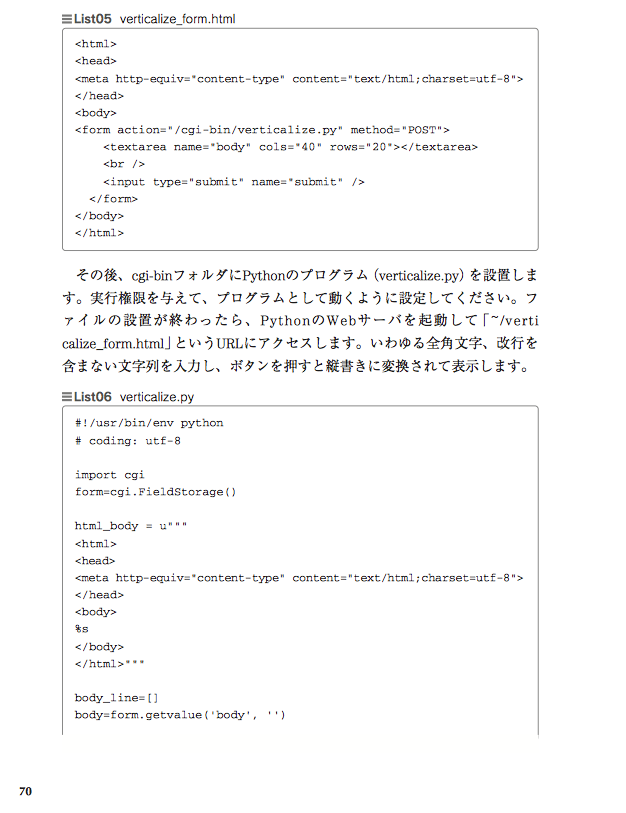 List05 verticalize_form.html
<html>
<head>
<meta http-equiv="content-type" content="text/html;charset=utf-8">
</head>
<body>
<form action="/cgi-bin/verticalize.py" method="POST">
    <textarea name="body" cols="40" rows="20"></textarea>
    <br />
    <input type="submit" name="submit" />
  </form>
</body>
</html>
その後、cgi-binフォルダにPythonのプログラム（verticalize.py）を設置しま
す。実行権限を与えて、プログラムとして動くように設定してください。フ
ァイルの設置が終わったら、PythonのWebサーバを起動して「~/verti
calize_form.html」というURLにアクセスします。いわゆる全角文字、改行を
含まない文字列を入力し、ボタンを押すと縦書きに変換されて表示します。
List06 verticalize.py
#!/usr/bin/env python
# coding: utf-8
import cgi
form=cgi.FieldStorage()
html_body = u"""
<html>
<head>
<meta http-equiv="content-type" content="text/html;charset=utf-8">
</head>
<body>
%s
</body>
</html>"""
body_line=[]
body=form.getvalue('body', '')
70